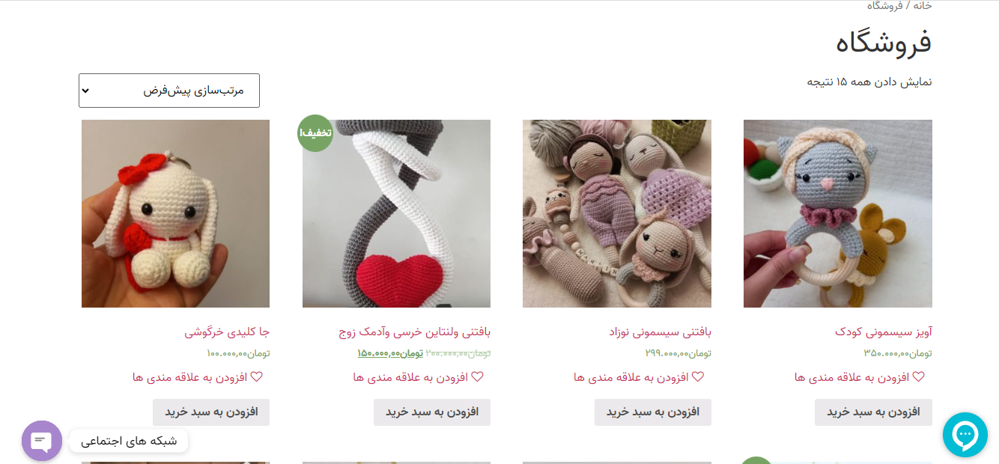 خانه / فروشگاه
فروشگاه
نمایش دادن همه ۱۵ نتیجه
مرتب‌سازی پیش‌فرض
تخفیف!
MAHLIN
آویز سیسمونی کودک
تومان۳۵۰.۰۰۰,۰۰
افزودن به علاقه مندی ها
افزودن به سبد خرید
بافتنی سیسمونی نوزاد
تومان۲۹۹.۰۰۰,۰۰
افزودن به علاقه مندی ها
افزودن به سبد خرید
بافتنی ولنتاین خرسی وآدمک زوج
تومان۲۰۰.۰۰۰,۰۰ تومان۱۵۰.۰۰۰,۰۰
افزودن به علاقه مندی ها
افزودن به سبد خرید
جا کلیدی خرگوشی
تومان۱۰۰.۰۰۰,۰۰
افزودن به علاقه مندی ها
افزودن به سبد خرید
شبکه های اجتماعی